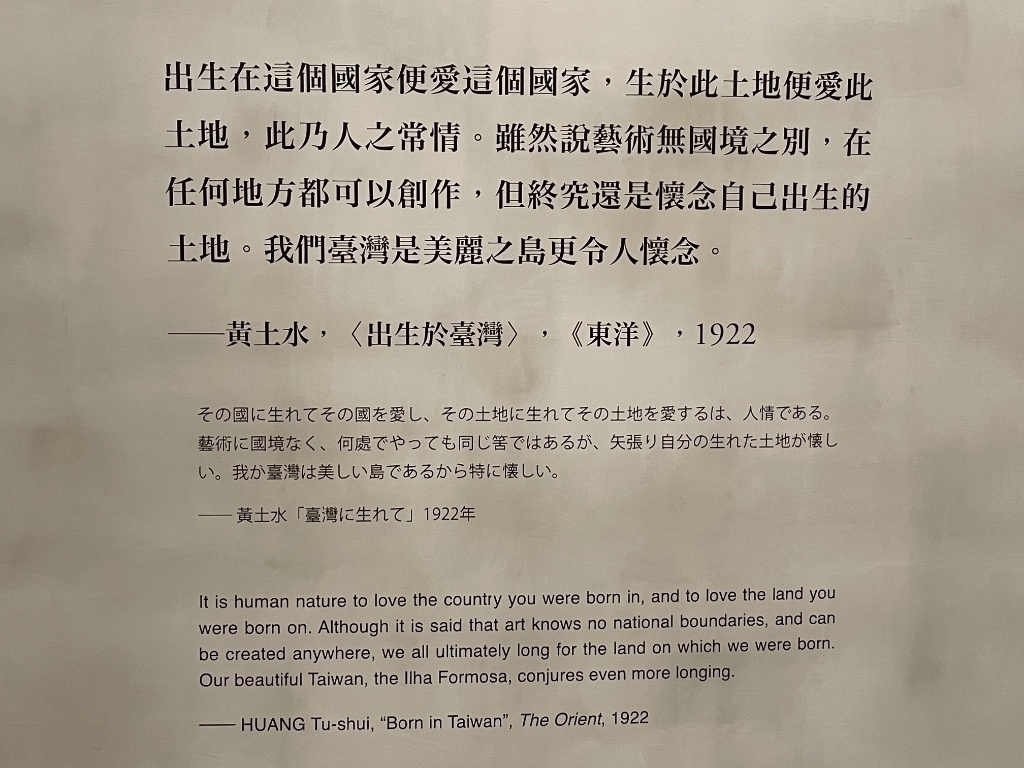 出生在這個國家便愛這個國家，生於此土地便愛此
土地，此乃人之常情。雖然說藝術無國境之別，在
任何地方都可以創作，但終究還是懷念自己出生的
土地。我們臺灣是美麗之島更令人懷念。
——黃土水，〈出生於臺灣〉，《東洋》，1922
その國に生れてその國を愛し、その土地に生れてその土地を愛するは、人情である。
藝術に國境なく、何處でやっても同じ筈ではあるが、矢張り自分の生れた土地が懐し
い。我が臺灣は美しい島であるから特に懐しい。
—— 黃土水「臺灣に生れて」1922年
It is human nature to love the country you were born in, and to love the land you
were born on. Although it is said that art knows no national boundaries, and can
be created anywhere, we all ultimately long for the land on which we were born.
Our beautiful Taiwan, the Ilha Formosa, conjures even more longing.
—— HUANG Tu-shui, “Born in Taiwan”, The Orient, 1922